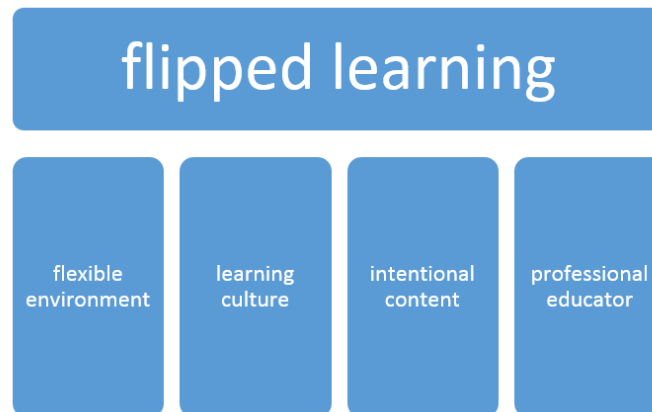 flipped learning
flexible
environment
learning
culture
intentional
content
professional
educator